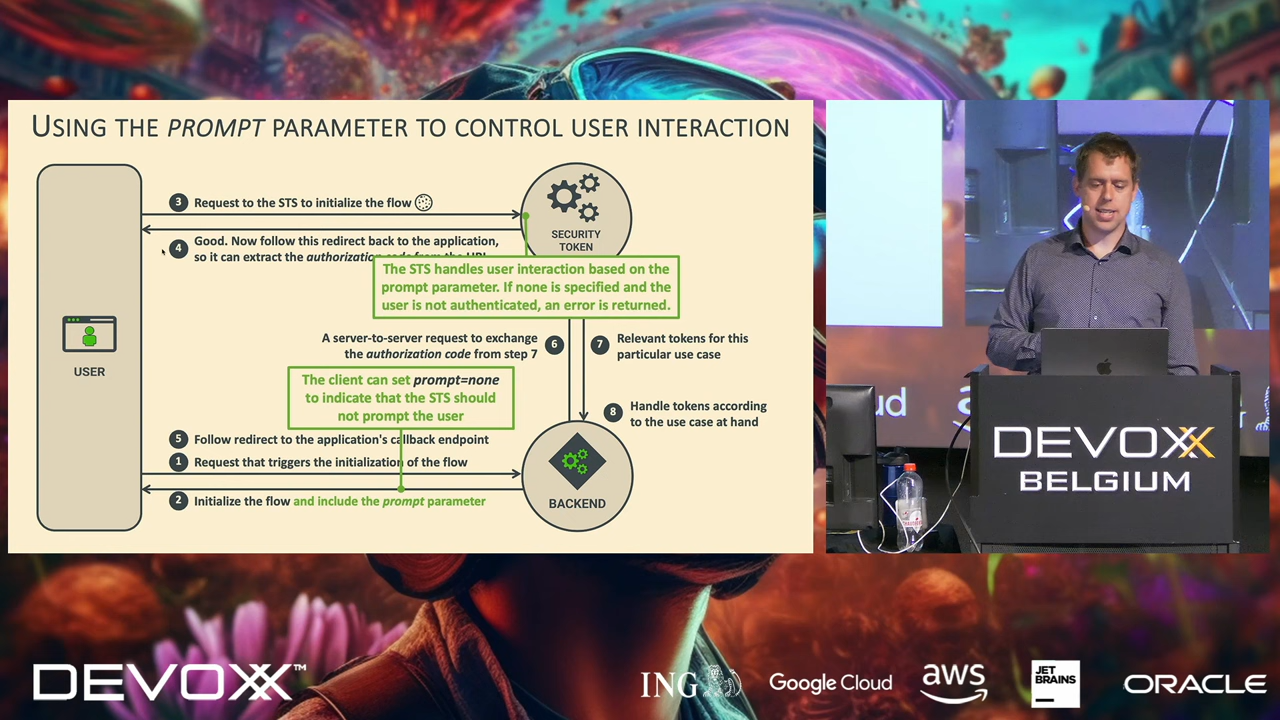 USING THE PROMPT PARAMETER TO CONTROL USER INTERACTION
3 Request to the STS to initialize the flow
4 Good. Now follow this redirect back to the application,
so it can extract the authorization code from the URL
SECURITY
TOKEN
The STS handles user interaction based on the
prompt parameter. If none is specified and the
user is not authenticated, an error is returned.
USER
A server-to-server request to exchange
the authorization code from step 7
6
7 Relevant tokens for this
particular use case
The client can set prompt=none
to indicate that the STS should
not prompt the user
8 Handle tokens according
to the use case at hand
5 Follow redirect to the application's callback endpoint
1 Request that triggers the initialization of the flow
2 Initialize the flow and include the prompt parameter
BACKEND
DEVOXX
BELGIUM
DEVOXX™
ING
Google Cloud
aws
JET
BRAINS
ORACLE